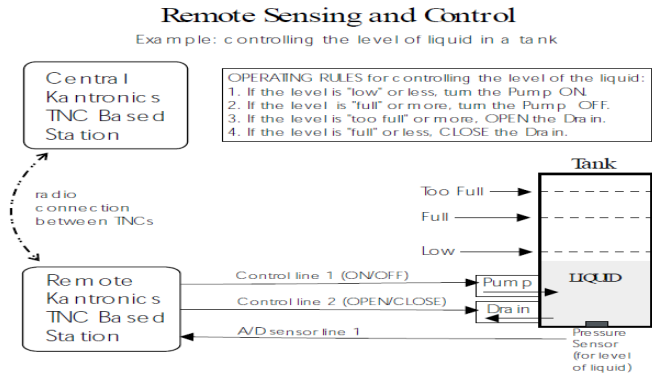 Remote Sensing and Control
Example: controlling the level of liquid in a tank
Central
Kantronics
TNC Based
Station
OPERATING RULES for controlling the level of the liquid:
1. If the level is "low" or less, turn the Pump ON.
2. If the level is "full" or more, turn the Pump OFF.
3. If the level is "too full" or more, OPEN the Drain.
4. If the level is "full" or less, CLOSE the Drain.
radio
connection
between TNCs
Tank
Too Full
Full
Low
Remote
Kantronics
TNC Based
Station
Control line 1 (ON/OFF)
Control line 2 (OPEN/CLOSE)
A/D sensor line 1
Pump
Drain
LIQUID
Pressure
Sensor
(for level
of liquid)